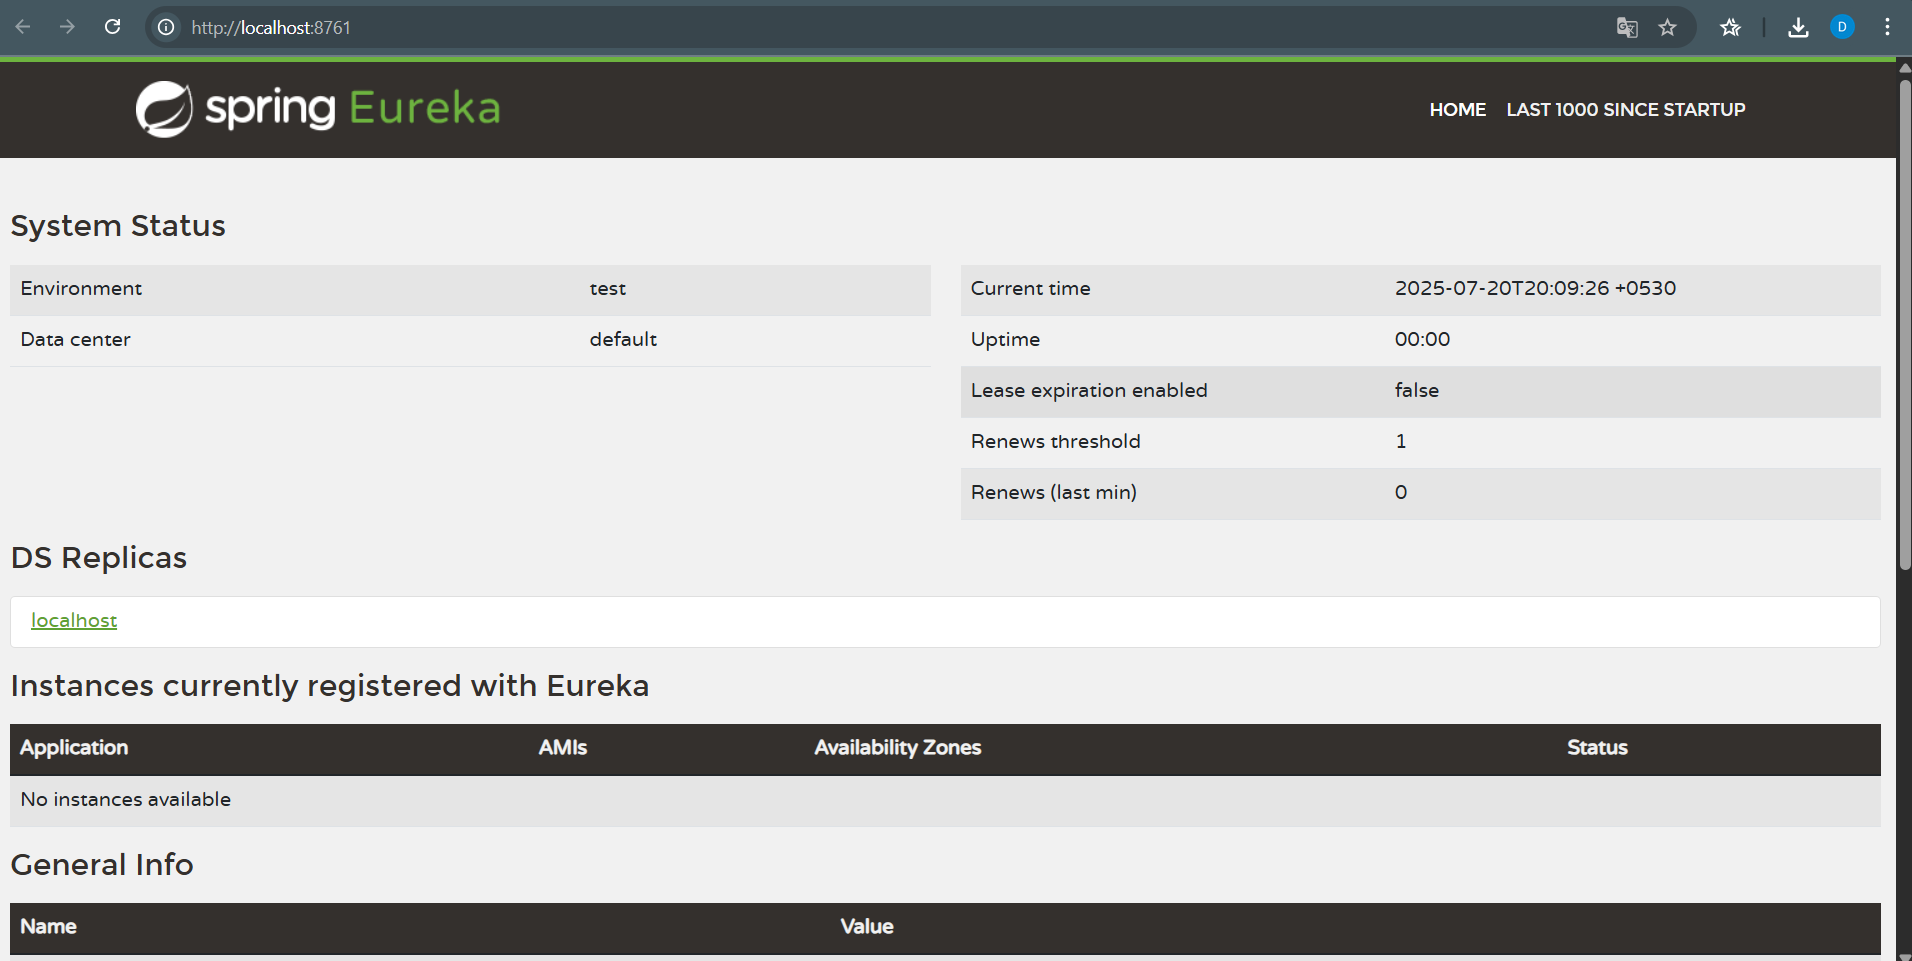 http://localhost:8761
D
spring Eureka
HOME LAST 1000 SINCE STARTUP
System Status
Environment test
Data center default
Current time 2025-07-20T20:09:26 +0530
Uptime 00:00
Lease expiration enabled false
Renews threshold 1
Renews (last min) 0
DS Replicas
localhost
Instances currently registered with Eureka
Application AMIs Availability Zones Status
No instances available
General Info
Name Value